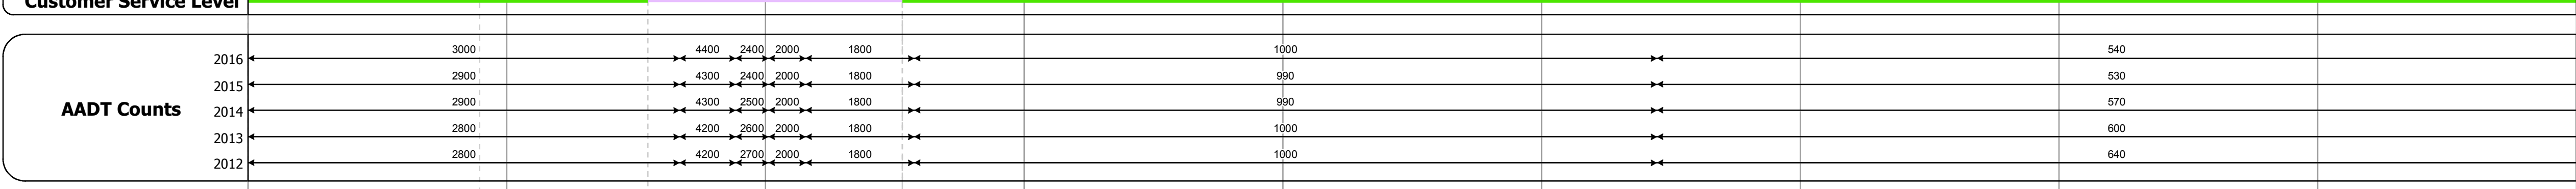 Customer Service Level
AADT Counts
2016 3000 4400 2400 2000 1800 1000 540
2015 2900 4300 2400 2000 1800 990 530
2014 2900 4300 2500 2000 1800 990 570
2013 2800 4200 2600 2000 1800 1000 600
2012 2800 4200 2700 2000 1800 1000 640